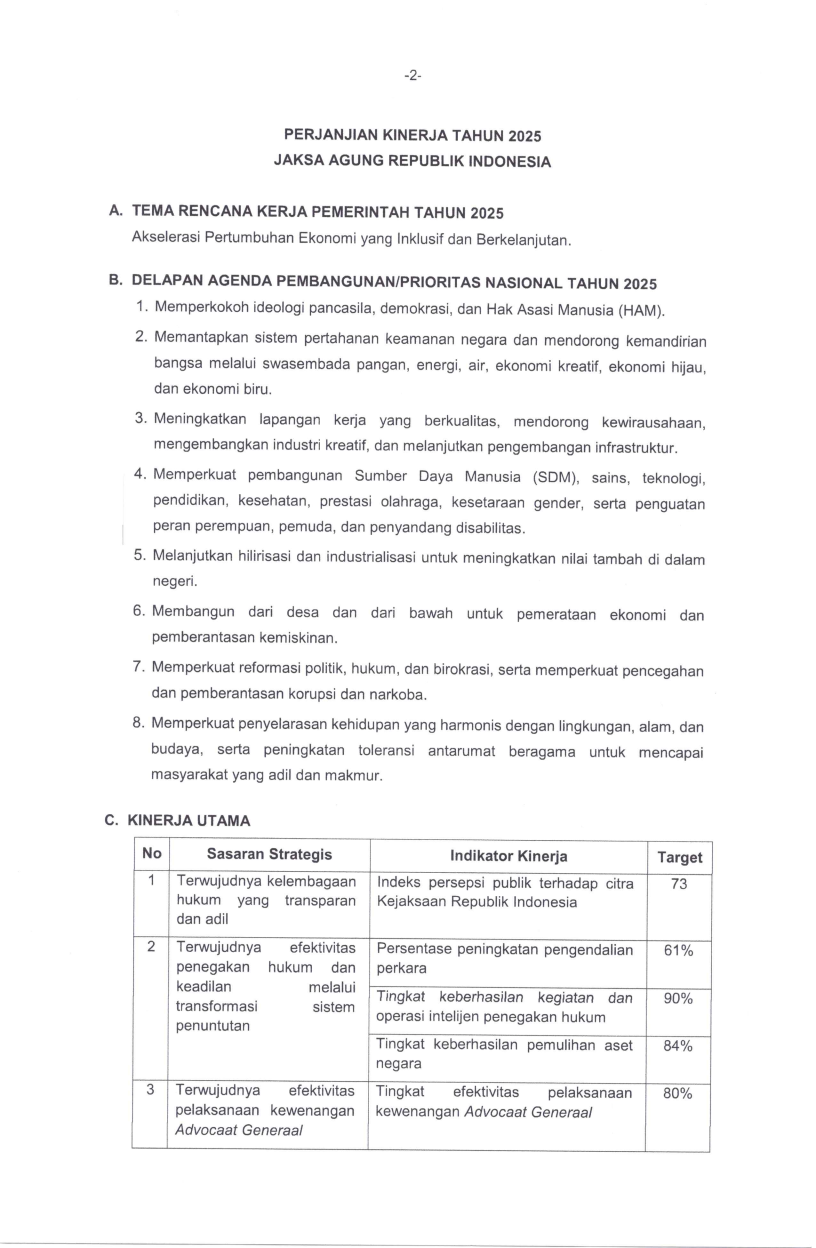 -2-
PERJANJIAN KINERJA TAHUN 2025
JAKSA AGUNG REPUBLIK INDONESIA
A. TEMA RENCANA KERJA PEMERINTAH TAHUN 2025
Akselerasi Pertumbuhan Ekonomi yang Inklusif dan Berkelanjutan.
B. DELAPAN AGENDA PEMBANGUNAN/PRIORITAS NASIONAL TAHUN 2025
1. Memperkokoh ideologi pancasila, demokrasi, dan Hak Asasi Manusia (HAM).
2. Memantapkan sistem pertahanan keamanan negara dan mendorong kemandirian
bangsa melalui swasembada pangan, energi, air, ekonomi kreatif, ekonomi hijau,
dan ekonomi biru.
3. Meningkatkan lapangan kerja yang berkualitas, mendorong kewirausahaan,
mengembangkan industri kreatif, dan melanjutkan pengembangan infrastruktur.
4. Memperkuat pembangunan Sumber Daya Manusia (SDM), sains, teknologi,
pendidikan, kesehatan, prestasi olahraga, kesetaraan gender, serta penguatan
peran perempuan, pemuda, dan penyandang disabilitas.
5. Melanjutkan hilirisasi dan industrialisasi untuk meningkatkan nilai tambah di dalam
negeri.
6. Membangun dari desa dan dari bawah untuk pemerataan ekonomi dan
pemberantasan kemiskinan.
7. Memperkuat reformasi politik, hukum, dan birokrasi, serta memperkuat pencegahan
dan pemberantasan korupsi dan narkoba.
8. Memperkuat penyelarasan kehidupan yang harmonis dengan lingkungan, alam, dan
budaya, serta peningkatan toleransi antarumat beragama untuk mencapai
masyarakat yang adil dan makmur.
C. KINERJA UTAMA
No Sasaran Strategis Indikator Kinerja Target
1 Terwujudnya kelembagaan Indeks persepsi publik terhadap citra 73
hukum yang transparan Kejaksaan Republik Indonesia
dan adil
2 Terwujudnya efektivitas Persentase peningkatan pengendalian 61%
penegakan hukum dan perkara
keadilan melalui
transformasi sistem
penuntutan
Tingkat keberhasilan kegiatan dan 90%
operasi intelijen penegakan hukum
Tingkat keberhasilan pemulihan aset 84%
negara
3 Terwujudnya efektivitas Tingkat efektivitas pelaksanaan 80%
pelaksanaan kewenangan kewenangan Advocaat Generaal
Advocaat Generaal